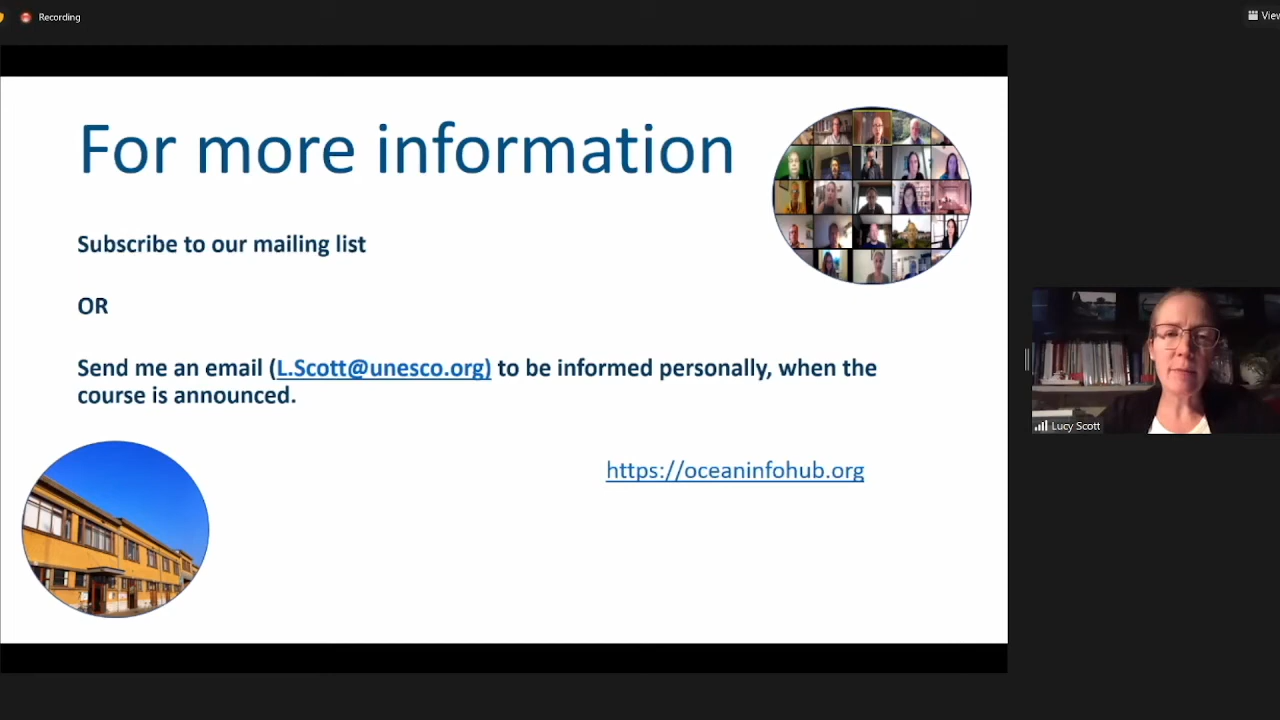 Recording
View
For more information
Subscribe to our mailing list
OR
Send me an email (L.Scott@unesco.org) to be informed personally, when the
course is announced.
https://oceaninfohub.org
Lucy Scott